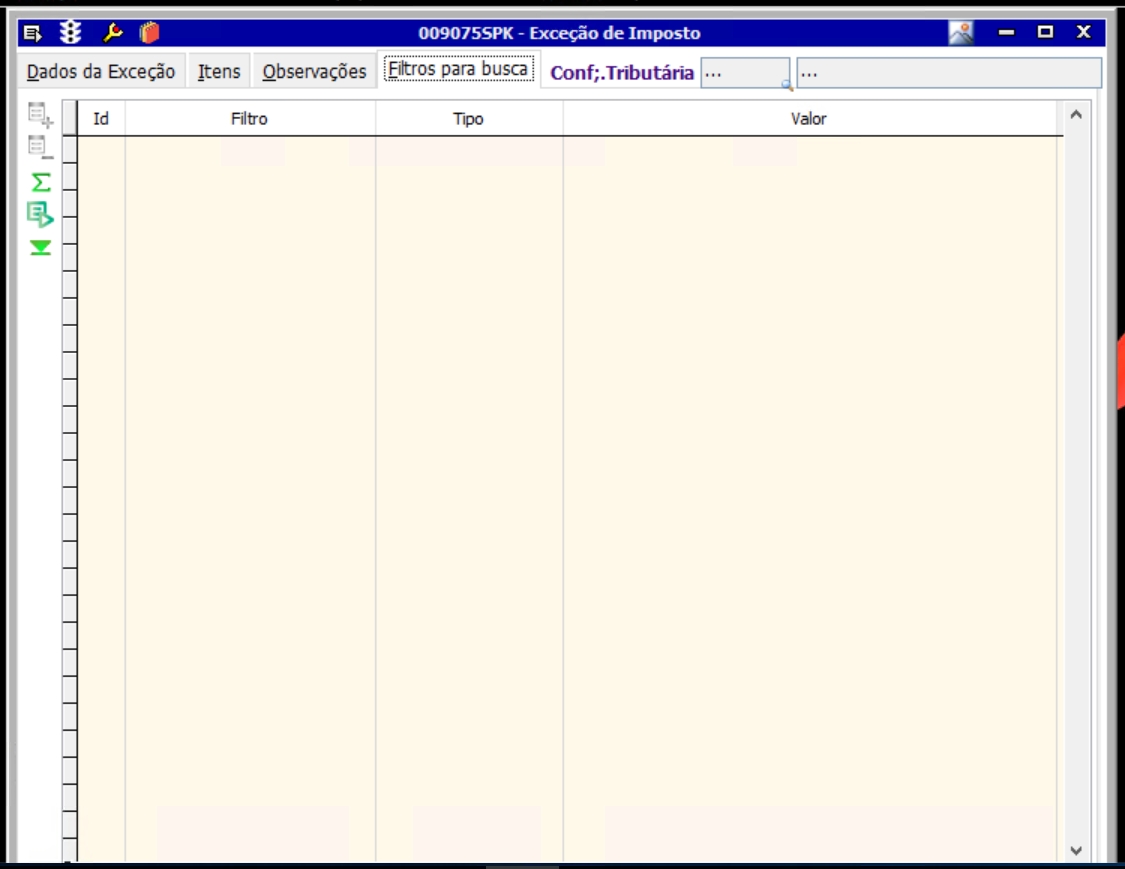 009075SPK - Exceção de Imposto
Dados da Exceção Itens Observações Filtros para busca Conf;.Tributária ... ...
Id Filtro Tipo Valor